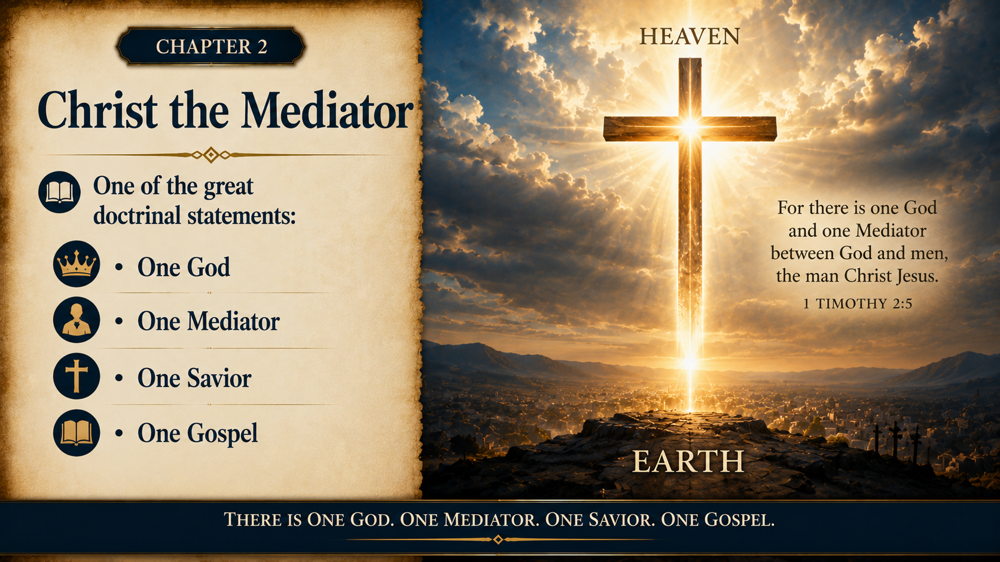 CHAPTER 2
Christ the Mediator
One of the great
doctrinal statements:
• One God
• One Mediator
• One Savior
• One Gospel
HEAVEN
For there is one God
and one Mediator
between God and men,
the man Christ Jesus.
1 TIMOTHY 2:5
EARTH
THERE IS ONE GOD. ONE MEDIATOR. ONE SAVIOR. ONE GOSPEL.